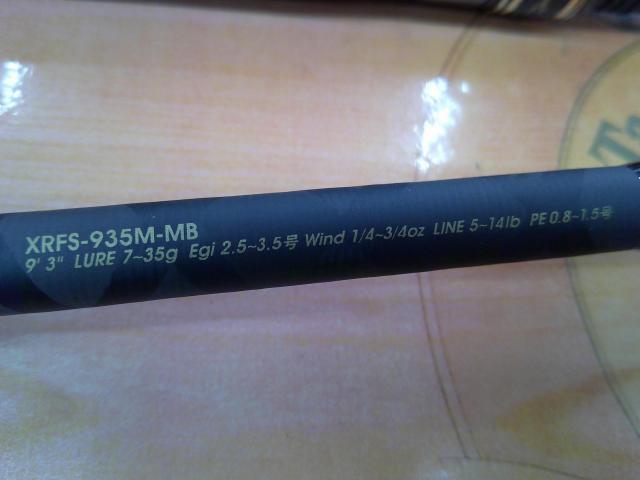 XRFS-935M-MB
9' 3" LURE 7~35g Egi 2.5~3.5号 Wind 1/4~3/4oz LINE 5~14lb PE 0.8~1.5号